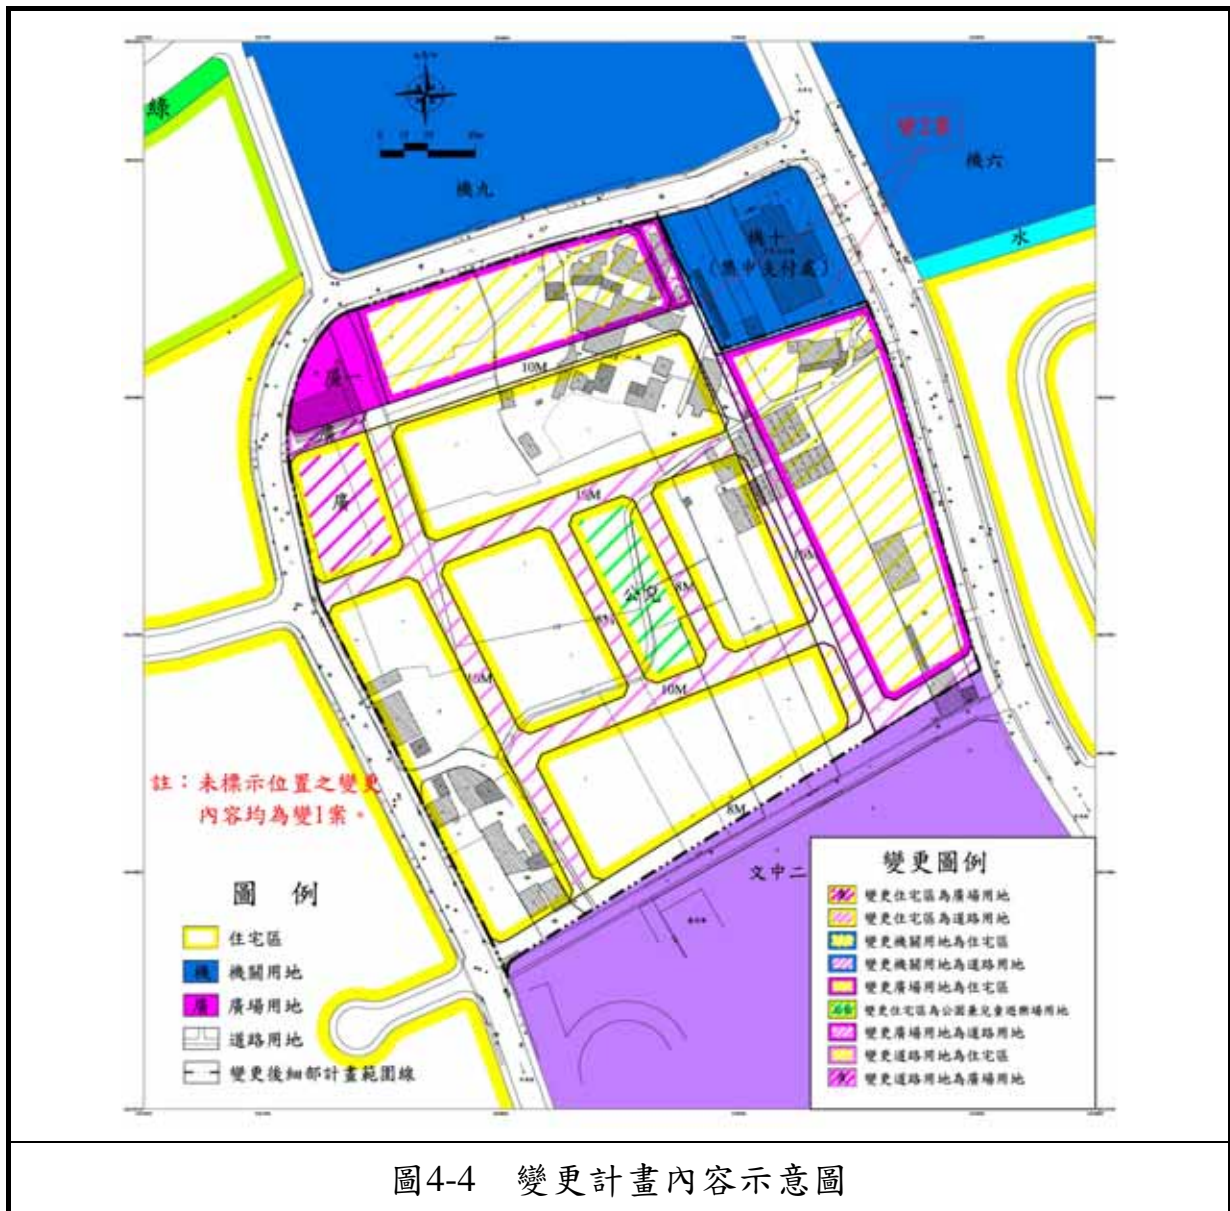 綠
機九
變2案
機六
水
機十
(集中支付處)
廣一
10M
廣
15M
公兒
8M
8M
15M
10M
10M
8M
註：未標示位置之變更
內容均為變1案。
文中二
圖 例
住宅區
機 機關用地
廣 廣場用地
道路用地
變更後細部計畫範圍線
變更圖例
變更住宅區為廣場用地
變更住宅區為道路用地
變更機關用地為住宅區
變更機關用地為道路用地
變更廣場用地為住宅區
變更住宅區為公園兼兒童遊樂場用地
變更廣場用地為道路用地
變更道路用地為住宅區
變更道路用地為廣場用地
圖4-4 變更計畫內容示意圖